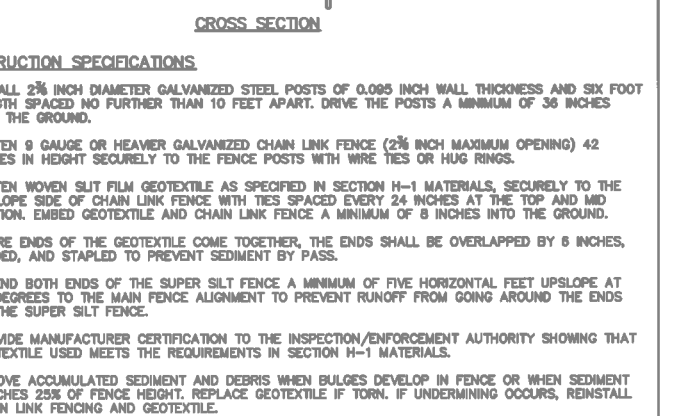 CROSS SECTION
RUCTION SPECIFICATIONS
ALL 2⅜ INCH DIAMETER GALVANIZED STEEL POSTS OF 0.095 INCH WALL THICKNESS AND SIX FOOT
TH SPACED NO FURTHER THAN 10 FEET APART. DRIVE THE POSTS A MINIMUM OF 36 INCHES
THE GROUND.
EN 9 GAUGE OR HEAVIER GALVANIZED CHAIN LINK FENCE (2⅜ INCH MAXIMUM OPENING) 42
ES IN HEIGHT SECURELY TO THE FENCE POSTS WITH WIRE TIES OR HUG RINGS.
EN WOVEN SLIT FILM GEOTEXTILE AS SPECIFIED IN SECTION H-1 MATERIALS, SECURELY TO THE
LOPE SIDE OF CHAIN LINK FENCE WITH TIES SPACED EVERY 24 INCHES AT THE TOP AND MID
TION. EMBED GEOTEXTILE AND CHAIN LINK FENCE A MINIMUM OF 8 INCHES INTO THE GROUND.
RE ENDS OF THE GEOTEXTILE COME TOGETHER, THE ENDS SHALL BE OVERLAPPED BY 6 INCHES,
ED, AND STAPLED TO PREVENT SEDIMENT BY PASS.
ND BOTH ENDS OF THE SUPER SILT FENCE A MINIMUM OF FIVE HORIZONTAL FEET UPSLOPE AT
DEGREES TO THE MAIN FENCE ALIGNMENT TO PREVENT RUNOFF FROM GOING AROUND THE ENDS
THE SUPER SILT FENCE.
VIDE MANUFACTURER CERTIFICATION TO THE INSPECTION/ENFORCEMENT AUTHORITY SHOWING THAT
TEXTILE USED MEETS THE REQUIREMENTS IN SECTION H-1 MATERIALS.
OVE ACCUMULATED SEDIMENT AND DEBRIS WHEN BULGES DEVELOP IN FENCE OR WHEN SEDIMENT
CHES 25% OF FENCE HEIGHT. REPLACE GEOTEXTILE IF TORN. IF UNDERMINING OCCURS, REINSTALL
N LINK FENCING AND GEOTEXTILE.